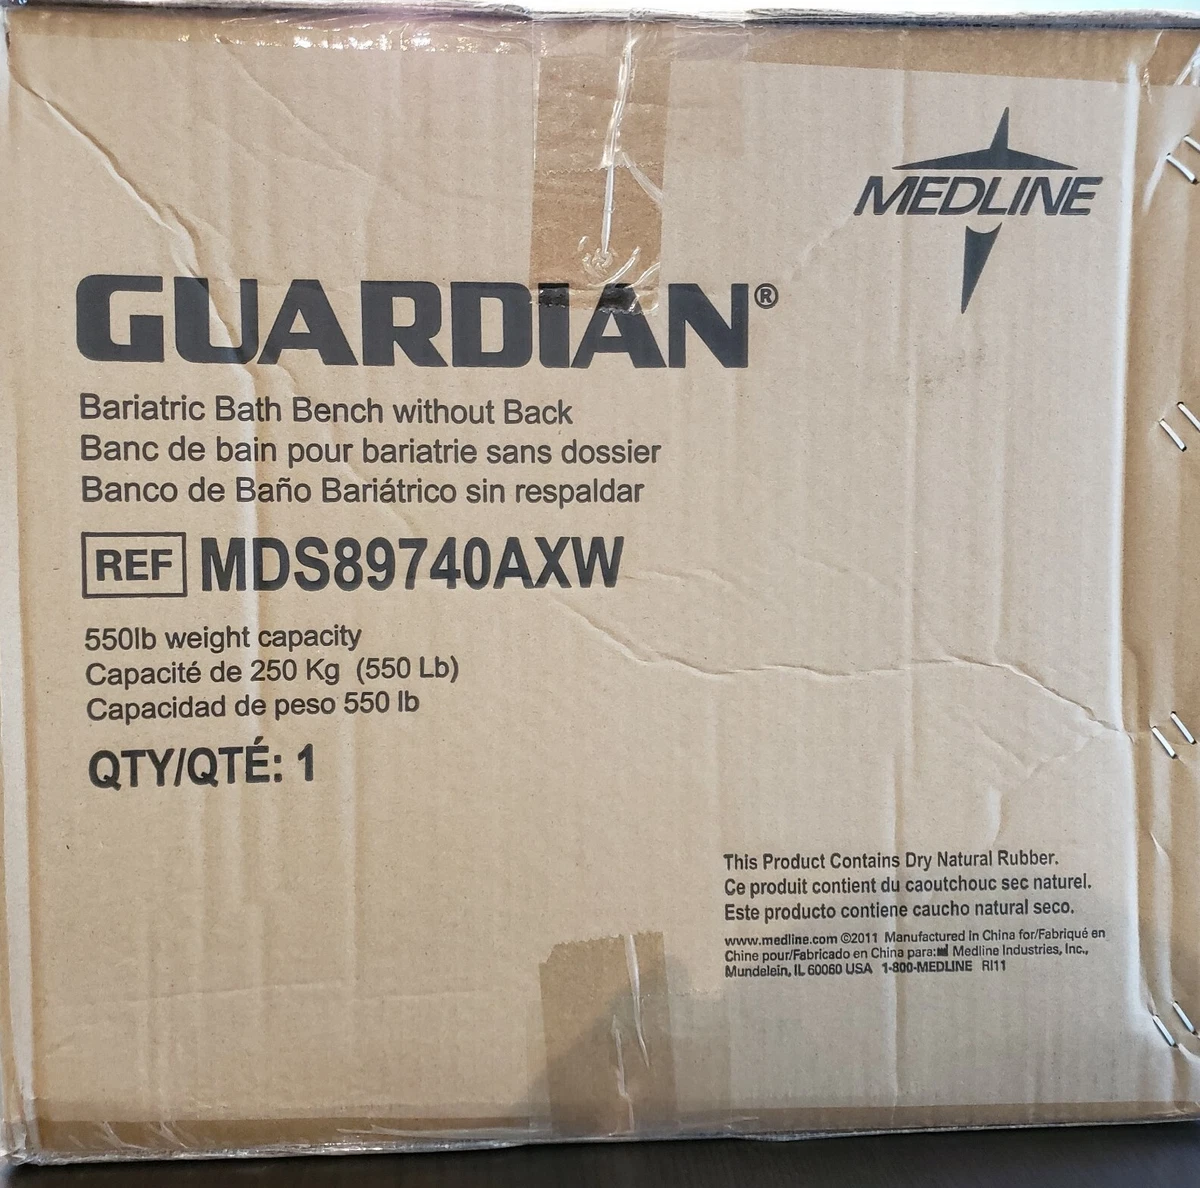 MEDLINE
GUARDIAN®
Bariatric Bath Bench without Back
Banc de bain pour bariatrie sans dossier
Banco de Baño Bariátrico sin respaldar
REF MDS89740AXW
550lb weight capacity
Capacité de 250 Kg (550 Lb)
Capacidad de peso 550 lb
QTY/QTÉ: 1
This Product Contains Dry Natural Rubber.
Ce produit contient du caoutchouc sec naturel.
Este producto contiene caucho natural seco.
www.medline.com ©2011 Manufactured in China for/Fabriqué en
Chine pour/Fabricado en China para: Medline Industries, Inc.,
Mundelein, IL 60060 USA 1-800-MEDLINE RI11